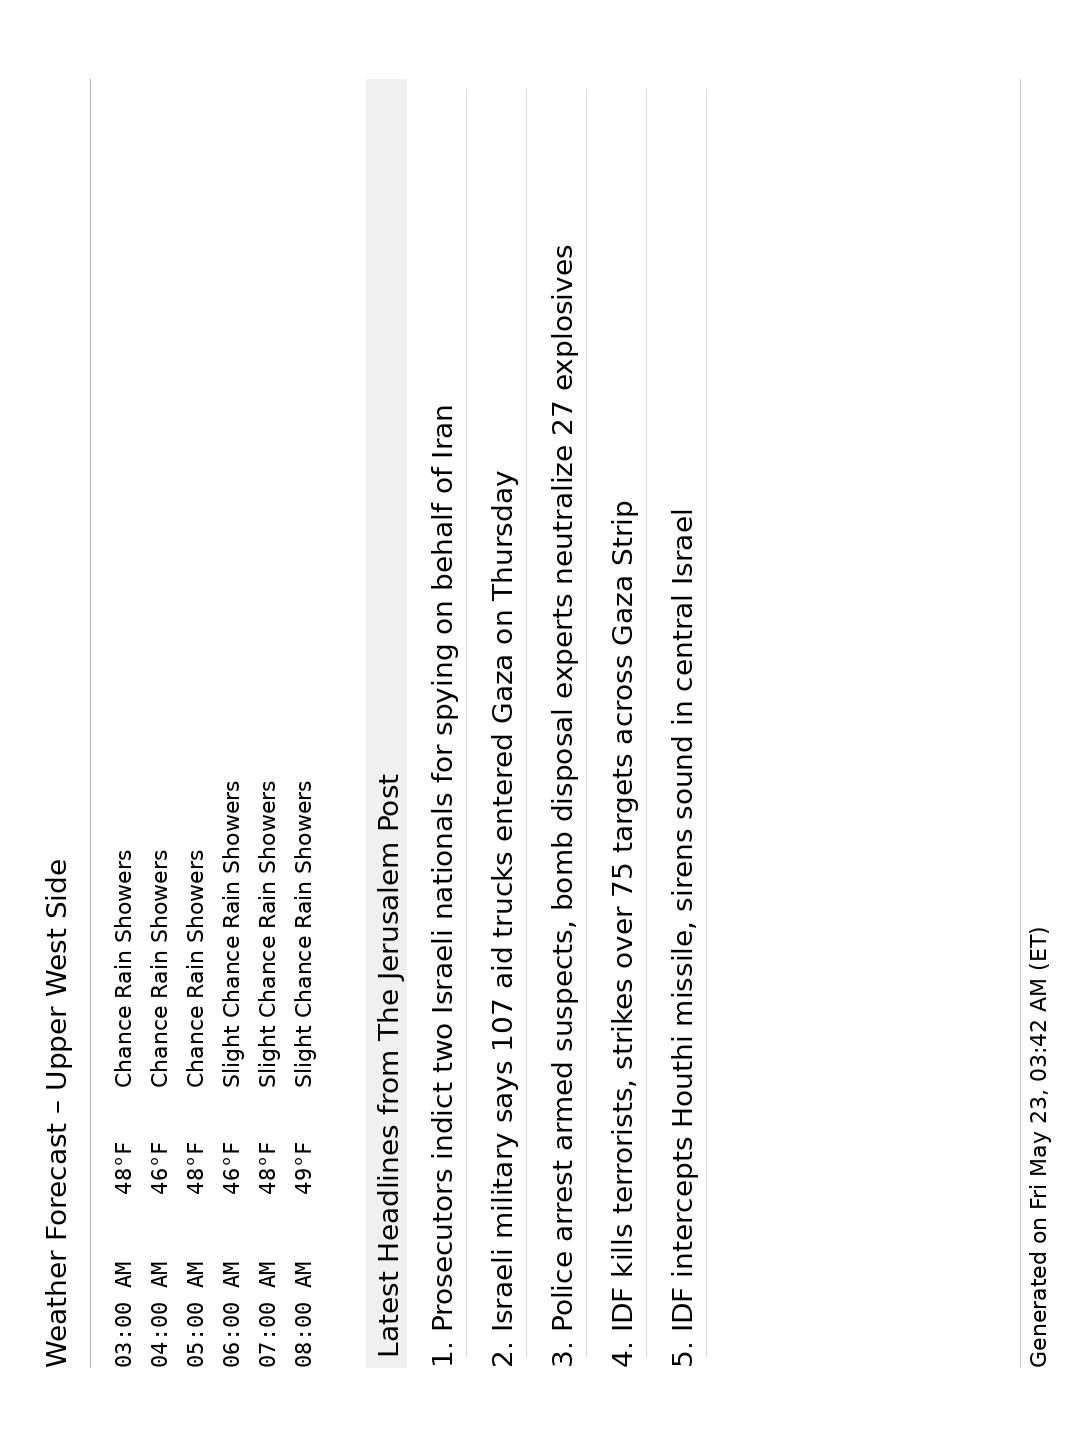 Weather Forecast – Upper West Side
03:00 AM 48°F Chance Rain Showers
04:00 AM 46°F Chance Rain Showers
05:00 AM 48°F Chance Rain Showers
06:00 AM 46°F Slight Chance Rain Showers
07:00 AM 48°F Slight Chance Rain Showers
08:00 AM 49°F Slight Chance Rain Showers
Latest Headlines from The Jerusalem Post
1. Prosecutors indict two Israeli nationals for spying on behalf of Iran
2. Israeli military says 107 aid trucks entered Gaza on Thursday
3. Police arrest armed suspects, bomb disposal experts neutralize 27 explosives
4. IDF kills terrorists, strikes over 75 targets across Gaza Strip
5. IDF intercepts Houthi missile, sirens sound in central Israel
Generated on Fri May 23, 03:42 AM (ET)